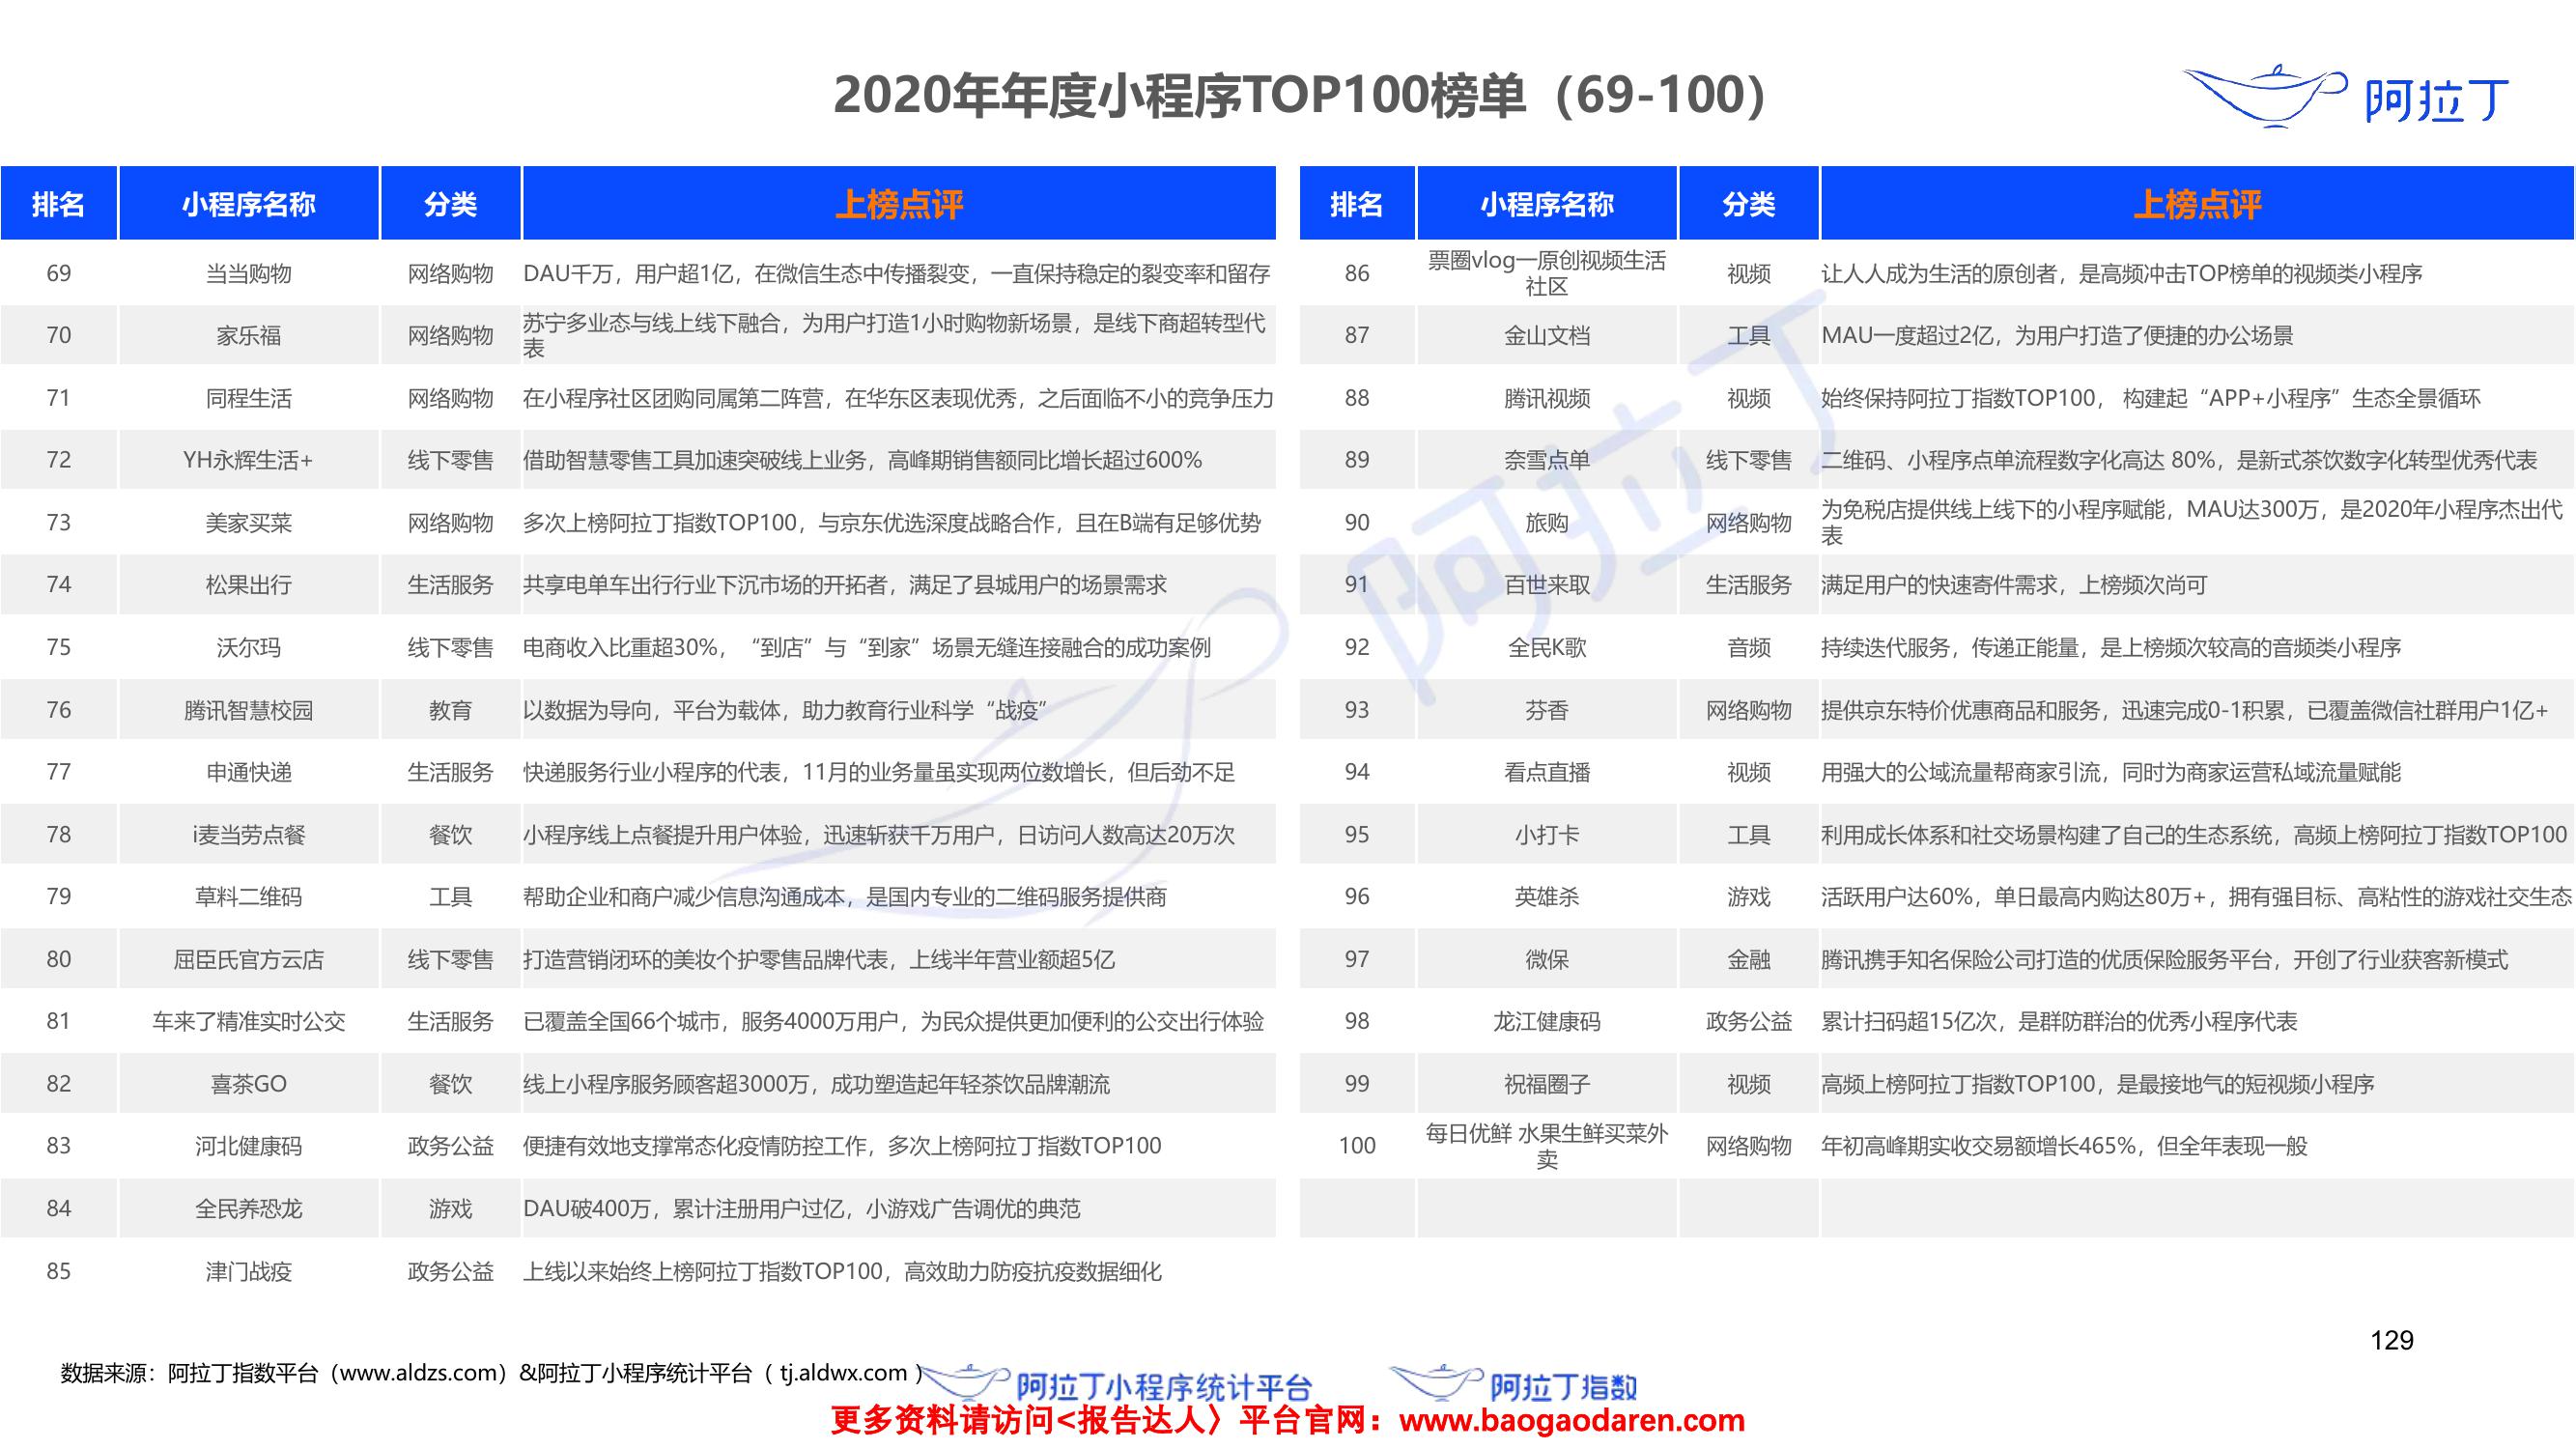 2020年年度小程序TOP100榜单（69-100）
阿拉丁
排名 小程序名称 分类 上榜点评
69 当当购物 网络购物 DAU千万，用户超1亿，在微信生态中传播裂变，一直保持稳定的裂变率和留存
70 家乐福 网络购物 苏宁多业态与线上线下融合，为用户打造1小时购物新场景，是线下商超转型代
表
71 同程生活 网络购物 在小程序社区团购同属第二阵营，在华东区表现优秀，之后面临不小的竞争压力
72 YH永辉生活+ 线下零售 借助智慧零售工具加速突破线上业务，高峰期销售额同比增长超过600%
73 美家买菜 网络购物 多次上榜阿拉丁指数TOP100，与京东优选深度战略合作，且在B端有足够优势
74 松果出行 生活服务 共享电单车出行行业下沉市场的开拓者，满足了县城用户的场景需求
75 沃尔玛 线下零售 电商收入比重超30%，“到店”与“到家”场景无缝连接融合的成功案例
76 腾讯智慧校园 教育 以数据为导向，平台为载体，助力教育行业科学“战疫”
77 申通快递 生活服务 快递服务行业小程序的代表，11月的业务量虽实现两位数增长，但后劲不足
78 i麦当劳点餐 餐饮 小程序线上点餐提升用户体验，迅速斩获千万用户，日访问人数高达20万次
79 草料二维码 工具 帮助企业和商户减少信息沟通成本，是国内专业的二维码服务提供商
80 屈臣氏官方云店 线下零售 打造营销闭环的美妆个护零售品牌代表，上线半年营业额超5亿
81 车来了精准实时公交 生活服务 已覆盖全国66个城市，服务4000万用户，为民众提供更加便利的公交出行体验
82 喜茶GO 餐饮 线上小程序服务顾客超3000万，成功塑造起年轻茶饮品牌潮流
83 河北健康码 政务公益 便捷有效地支撑常态化疫情防控工作，多次上榜阿拉丁指数TOP100
84 全民养恐龙 游戏 DAU破400万，累计注册用户过亿，小游戏广告调优的典范
85 津门战疫 政务公益 上线以来始终上榜阿拉丁指数TOP100，高效助力防疫抗疫数据细化
排名 小程序名称 分类 上榜点评
86 票圈vlog一原创视频生活
社区 视频 让人人成为生活的原创者，是高频冲击TOP榜单的视频类小程序
87 金山文档 工具 MAU一度超过2亿，为用户打造了便捷的办公场景
88 腾讯视频 视频 始终保持阿拉丁指数TOP100， 构建起“APP+小程序”生态全景循环
89 奈雪点单 线下零售 二维码、小程序点单流程数字化高达 80%，是新式茶饮数字化转型优秀代表
90 旅购 网络购物 为免税店提供线上线下的小程序赋能，MAU达300万，是2020年小程序杰出代
表
91 百世来取 生活服务 满足用户的快速寄件需求，上榜频次尚可
92 全民K歌 音频 持续迭代服务，传递正能量，是上榜频次较高的音频类小程序
93 芬香 网络购物 提供京东特价优惠商品和服务，迅速完成0-1积累，已覆盖微信社群用户1亿+
94 看点直播 视频 用强大的公域流量帮商家引流，同时为商家运营私域流量赋能
95 小打卡 工具 利用成长体系和社交场景构建了自己的生态系统，高频上榜阿拉丁指数TOP100
96 英雄杀 游戏 活跃用户达60%，单日最高内购达80万+，拥有强目标、高粘性的游戏社交生态
97 微保 金融 腾讯携手知名保险公司打造的优质保险服务平台，开创了行业获客新模式
98 龙江健康码 政务公益 累计扫码超15亿次，是群防群治的优秀小程序代表
99 祝福圈子 视频 高频上榜阿拉丁指数TOP100，是最接地气的短视频小程序
100 每日优鲜 水果生鲜买菜外
卖 网络购物 年初高峰期实收交易额增长465%，但全年表现一般
阿拉丁
129
数据来源：阿拉丁指数平台（www.aldzs.com）&阿拉丁小程序统计平台（ tj.aldwx.com ）
阿拉丁小程序统计平台 阿拉丁指数
更多资料请访问<报告达人〉平台官网：www.baogaodaren.com